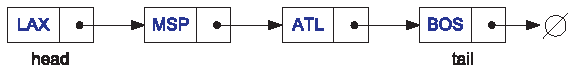 LAX MSP ATL BOS ∅
head tail